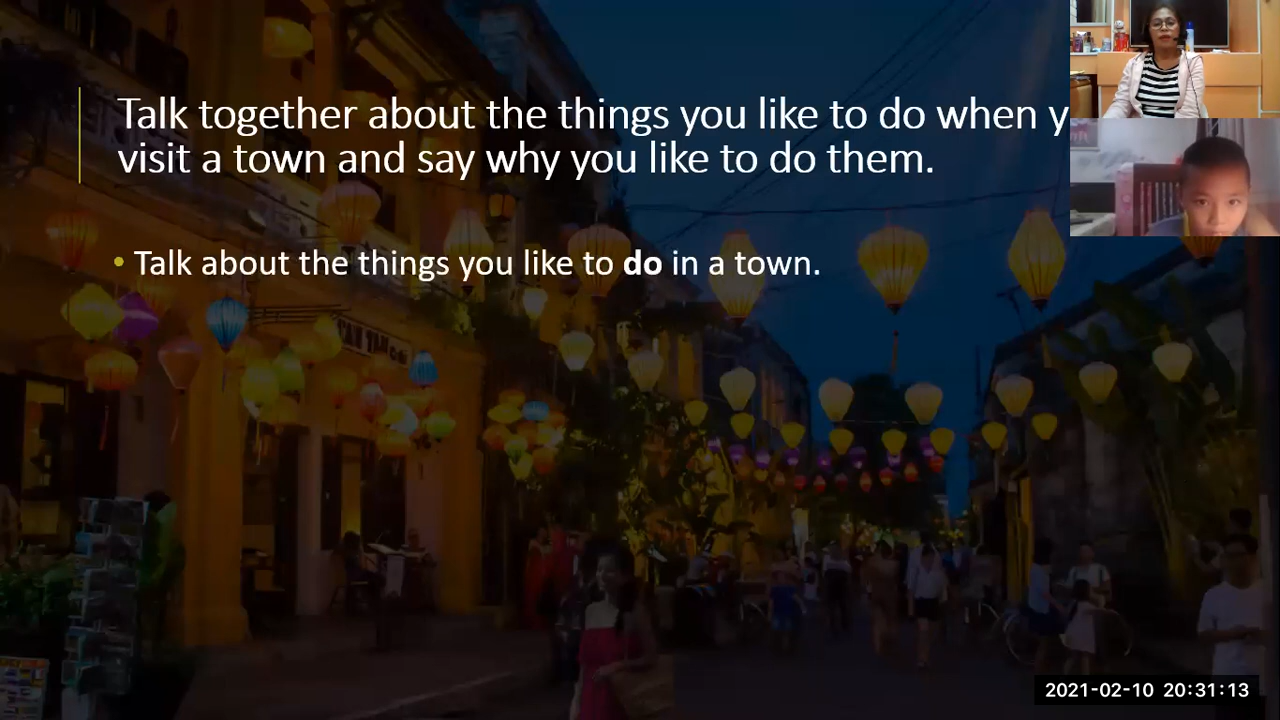 Talk together about the things you like to do when y
visit a town and say why you like to do them.
• Talk about the things you like to do in a town.
2021-02-10 20:31:13